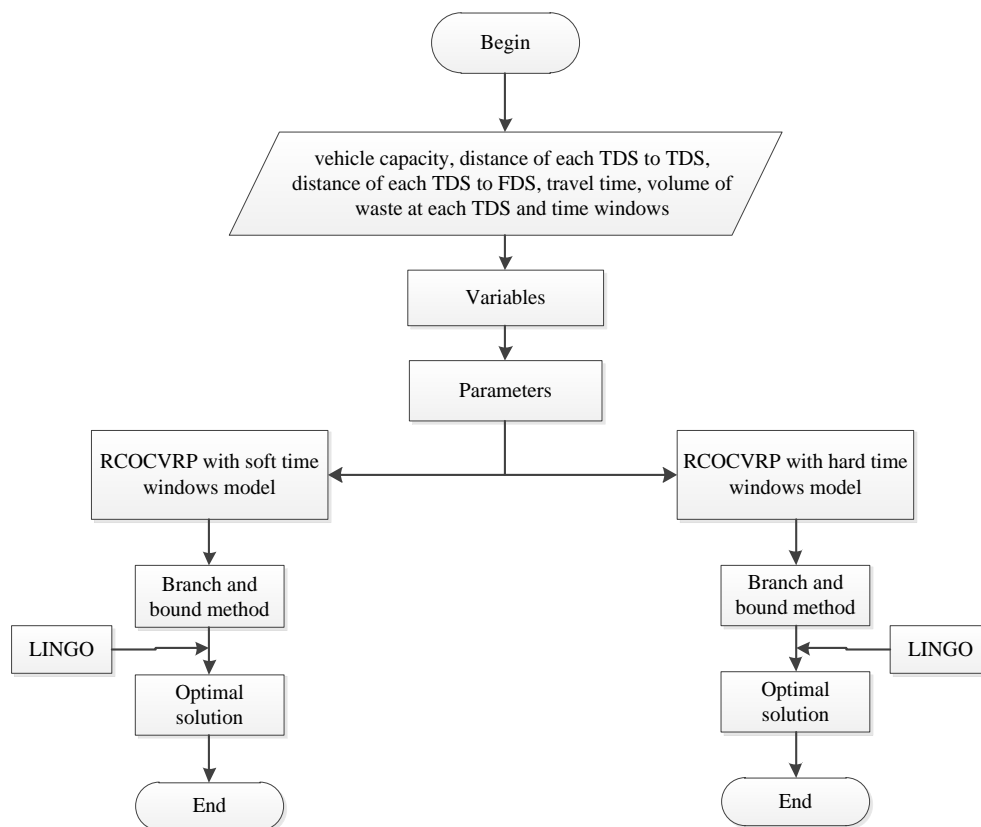 Begin
vehicle capacity, distance of each TDS to TDS,
distance of each TDS to FDS, travel time, volume of
waste at each TDS and time windows
Variables
Parameters
RCOCVRP with soft time
windows model
RCOCVRP with hard time
windows model
Branch and
bound method
Branch and
bound method
LINGO
LINGO
Optimal
solution
Optimal
solution
End
End